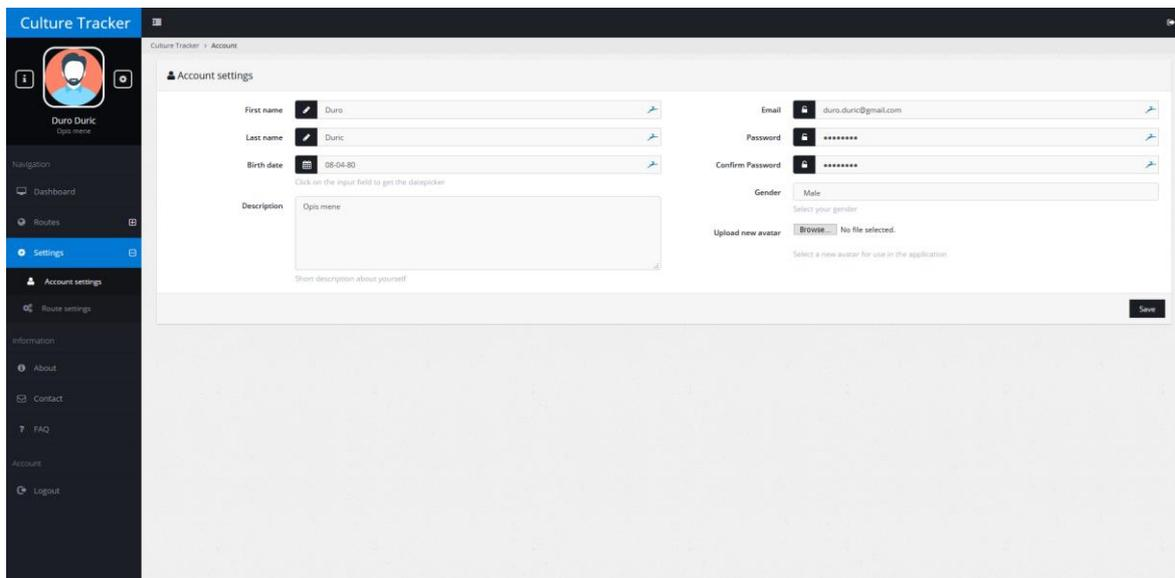 Culture Tracker
Duro Duric
Opis mene
Navigation
Dashboard
Routes
Settings
Account settings
Route settings
Information
About
Contact
? FAQ
Account
Logout
Culture Tracker > Account
Account settings
First name Duro
Last name Duric
Birth date 08-04-80
Click on the input field to get the datepicker
Description Opis mene
Short description about yourself
Email duro.duric@gmail.com
Password ••••••••
Confirm Password ••••••••
Gender Male
Select your gender
Upload new avatar Browse... No file selected.
Select a new avatar for use in the application
Save